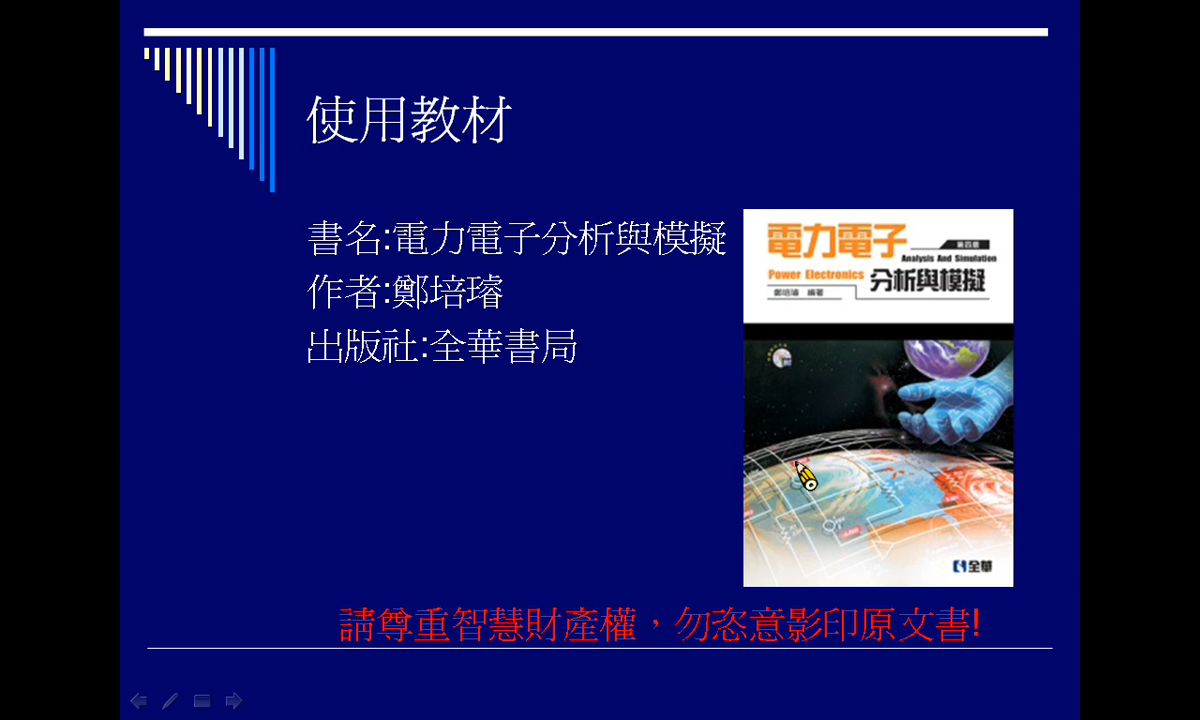 使用教材
書名:電力電子分析與模擬
作者:鄭培璿
出版社:全華書局
電力電子
第四版
Analysis And Simulation
Power Electronics
分析與模擬
鄭培璿 編著
全華
請尊重智慧財產權，勿恣意影印原文書!